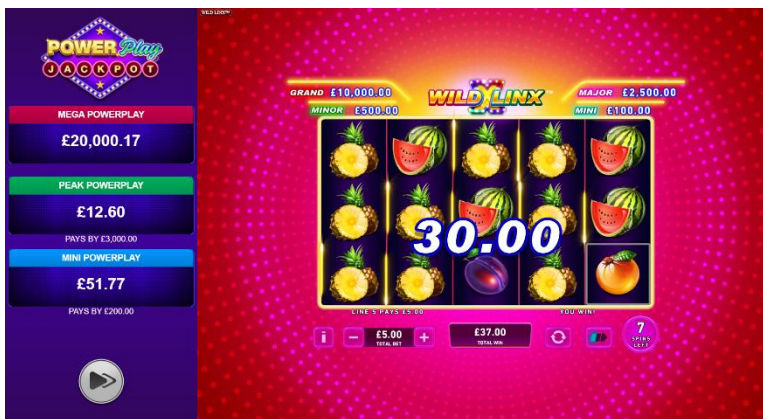 WILD LINX™
POWER Play
JACKPOT
MEGA POWERPLAY
£20,000.17
PEAK POWERPLAY
£12.60
PAYS BY £3,000.00
MINI POWERPLAY
£51.77
PAYS BY £200.00
GRAND £10,000.00
MINOR £500.00
WILD LINX™
MAJOR £2,500.00
MINI £100.00
30.00
LINE 5 PAYS £5.00
YOU WIN!
i
− £5.00 +
TOTAL BET
£37.00
TOTAL WIN
7
SPINS
LEFT